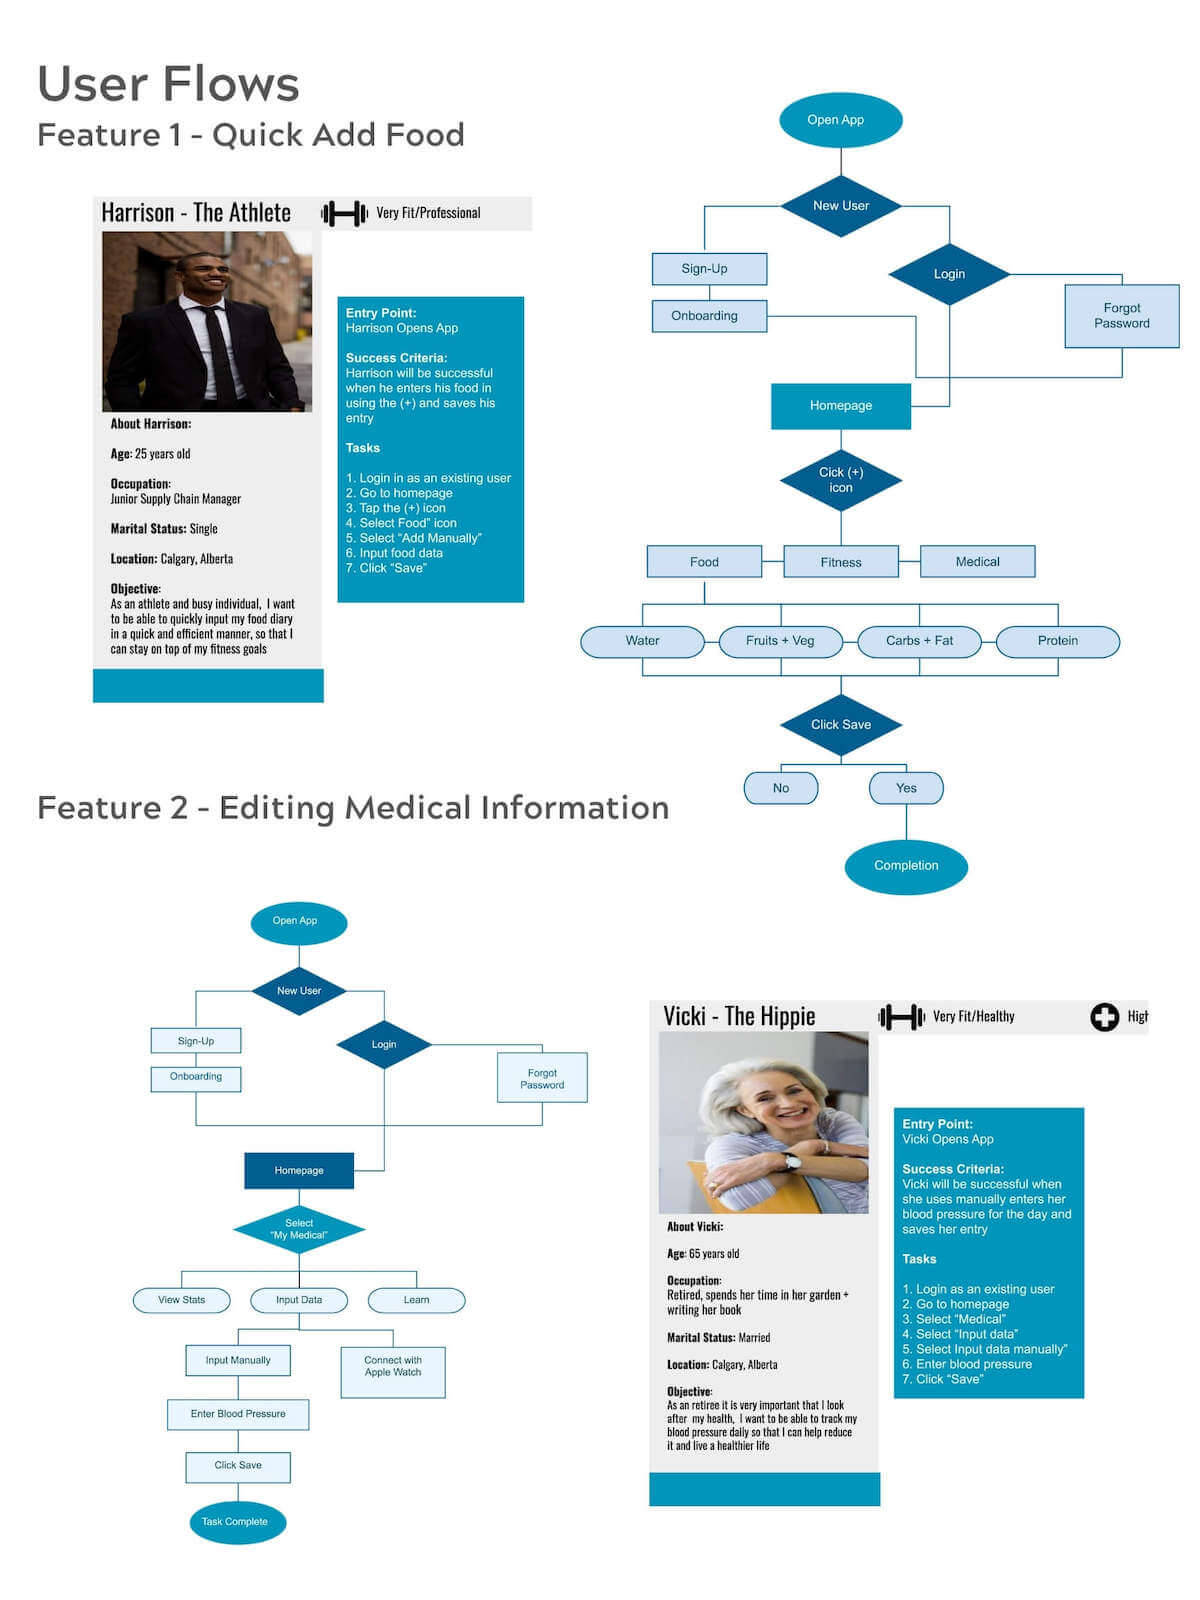 User Flows
Feature 1 - Quick Add Food
Harrison - The Athlete
Very Fit/Professional
About Harrison:
Age: 25 years old
Occupation:
Junior Supply Chain Manager
Marital Status: Single
Location: Calgary, Alberta
Objective:
As an athlete and busy individual, I want
to be able to quickly input my food diary
in a quick and efficient manner, so that I
can stay on top of my fitness goals
Entry Point:
Harrison Opens App
Success Criteria:
Harrison will be successful
when he enters his food in
using the (+) and saves his
entry
Tasks
1. Login in as an existing user
2. Go to homepage
3. Tap the (+) icon
4. Select Food” icon
5. Select “Add Manually”
6. Input food data
7. Click “Save”
Open App
New User
Sign-Up
Login
Onboarding
Forgot
Password
Homepage
Cick (+)
icon
Food
Fitness
Medical
Water
Fruits + Veg
Carbs + Fat
Protein
Click Save
No
Yes
Completion
Feature 2 - Editing Medical Information
Open App
New User
Sign-Up
Login
Onboarding
Forgot
Password
Homepage
Select
“My Medical”
View Stats
Input Data
Learn
Input Manually
Connect with
Apple Watch
Enter Blood Pressure
Click Save
Task Complete
Vicki - The Hippie
Very Fit/Healthy
High
About Vicki:
Age: 65 years old
Occupation:
Retired, spends her time in her garden +
writing her book
Marital Status: Married
Location: Calgary, Alberta
Objective:
As an retiree it is very important that I look
after my health, I want to be able to track my
blood pressure daily so that I can help reduce
it and live a healthier life
Entry Point:
Vicki Opens App
Success Criteria:
Vicki will be successful when
she uses manually enters her
blood pressure for the day and
saves her entry
Tasks
1. Login as an existing user
2. Go to homepage
3. Select “Medical”
4. Select “Input data”
5. Select Input data manually”
6. Enter blood pressure
7. Click “Save”